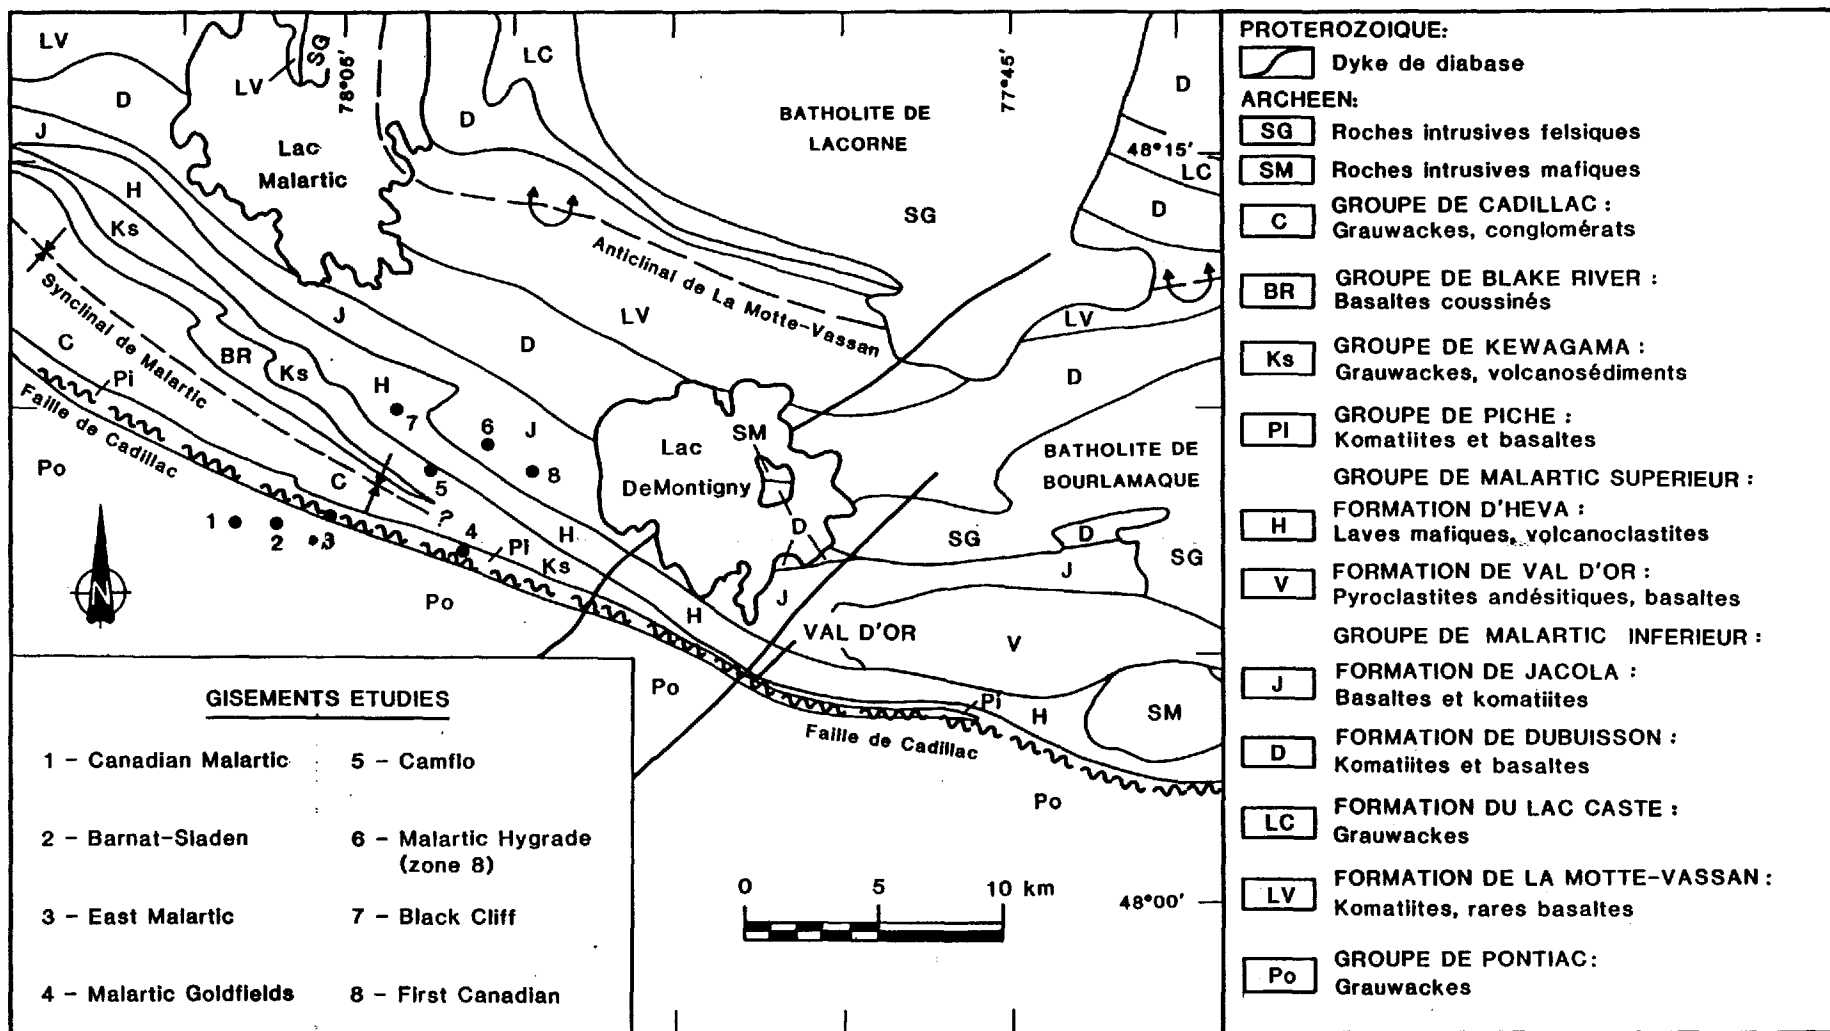 LV
LV
SG
78°05'
LC
77°45'
D
D
D
J
BATHOLITE DE
LACORNE
48°15'
LC
Lac
Malartic
H
D
Ks
SG
Anticlinal de La Motte-Vassan
Synclinal de Malartic
J
LV
LV
C
BR
D
Ks
H
D
Pi
Faille de Cadillac
7
6
J
SM
Lac
DeMontigny
BATHOLITE DE
BOURLAMAQUE
Po
C
5
8
?
1
2
3
4
Pi
H
D
SG
D
SG
Ks
J
N
Po
H
J
VAL D'OR
V
Po
Pi
H
SM
Faille de Cadillac
Po
GISEMENTS ETUDIES
1 - Canadian Malartic
2 - Barnat-Sladen
3 - East Malartic
4 - Malartic Goldfields
5 - Camflo
6 - Malartic Hygrade
(zone 8)
7 - Black Cliff
8 - First Canadian
0 5 10 km
48°00'
PROTEROZOIQUE:
Dyke de diabase
ARCHEEN:
SG Roches intrusives felsiques
SM Roches intrusives mafiques
GROUPE DE CADILLAC :
C Grauwackes, conglomérats
GROUPE DE BLAKE RIVER :
BR Basaltes coussinés
GROUPE DE KEWAGAMA :
Ks Grauwackes, volcanosédiments
GROUPE DE PICHE :
PI Komatiites et basaltes
GROUPE DE MALARTIC SUPERIEUR :
FORMATION D'HEVA :
H Laves mafiques, volcanoclastites
FORMATION DE VAL D'OR :
V Pyroclastites andésitiques, basaltes
GROUPE DE MALARTIC INFERIEUR :
FORMATION DE JACOLA :
J Basaltes et komatiites
FORMATION DE DUBUISSON :
D Komatiites et basaltes
FORMATION DU LAC CASTE :
LC Grauwackes
FORMATION DE LA MOTTE-VASSAN :
LV Komatiites, rares basaltes
GROUPE DE PONTIAC:
Po Grauwackes